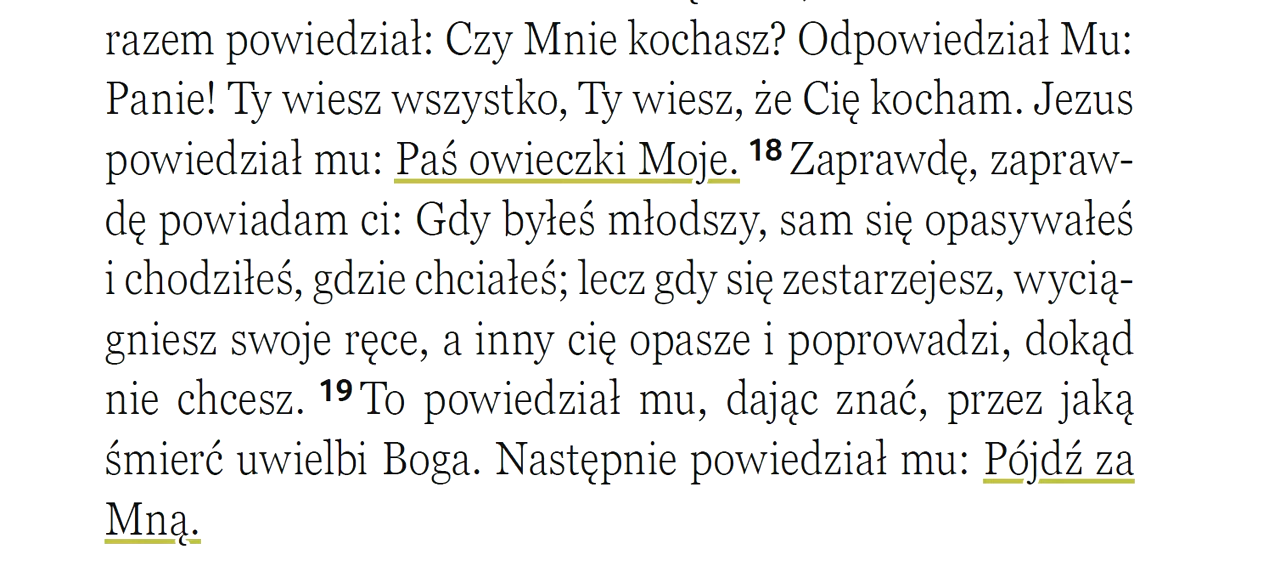 razem powiedział: Czy Mnie kochasz? Odpowiedział Mu:
Panie! Ty wiesz wszystko, Ty wiesz, że Cię kocham. Jezus
powiedział mu: Paś owieczki Moje. 18 Zaprawdę, zapraw-
dę powiadam ci: Gdy byłeś młodszy, sam się opasywałeś
i chodziłeś, gdzie chciałeś; lecz gdy się zestarzejesz, wycią-
gniesz swoje ręce, a inny cię opasze i poprowadzi, dokąd
nie chcesz. 19 To powiedział mu, dając znać, przez jaką
śmierć uwielbi Boga. Następnie powiedział mu: Pójdź za
Mną.